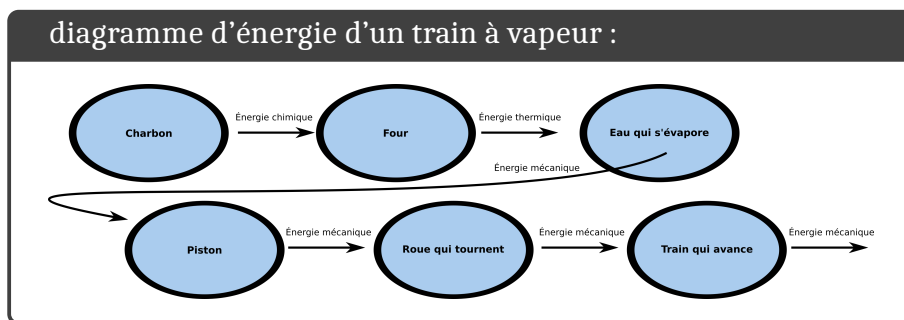 diagramme d’énergie d’un train à vapeur :
Énergie chimique
Énergie thermique
Charbon
Four
Eau qui s'évapore
Énergie mécanique
Énergie mécanique
Énergie mécanique
Énergie mécanique
Piston
Roue qui tournent
Train qui avance